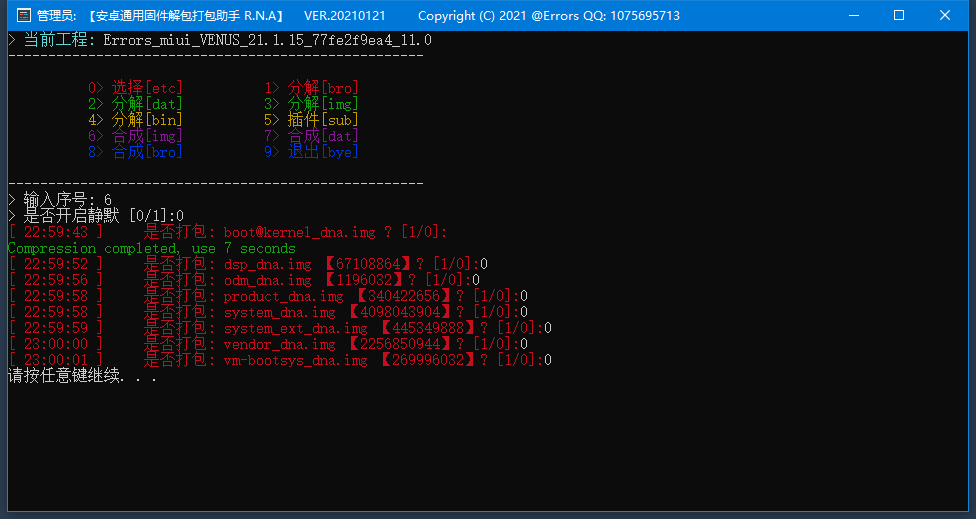 管理员: 【安卓通用固件解包打包助手 R.N.A】 VER.20210121 Copyright (C) 2021 @Errors QQ: 1075695713
> 当前工程: Errors_miui_VENUS_21.1.15_77fe2f9ea4_11.0
----------------------------------------------------
0> 选择[etc] 1> 分解[bro]
2> 分解[dat] 3> 分解[img]
4> 分解[bin] 5> 插件[sub]
6> 合成[img] 7> 合成[dat]
8> 合成[bro] 9> 退出[bye]
----------------------------------------------------
> 输入序号: 6
> 是否开启静默 [0/1]:0
[ 22:59:43 ] 是否打包: boot@kernel_dna.img ? [1/0]:
Compression completed, use 7 seconds
[ 22:59:52 ] 是否打包: dsp_dna.img 【67108864】? [1/0]:0
[ 22:59:56 ] 是否打包: odm_dna.img 【1196032】? [1/0]:0
[ 22:59:58 ] 是否打包: product_dna.img 【340422656】? [1/0]:0
[ 22:59:58 ] 是否打包: system_dna.img 【4098043904】? [1/0]:0
[ 22:59:59 ] 是否打包: system_ext_dna.img 【445349888】? [1/0]:0
[ 23:00:00 ] 是否打包: vendor_dna.img 【2256850944】? [1/0]:0
[ 23:00:01 ] 是否打包: vm-bootsys_dna.img 【269996032】? [1/0]:0
请按任意键继续. . .